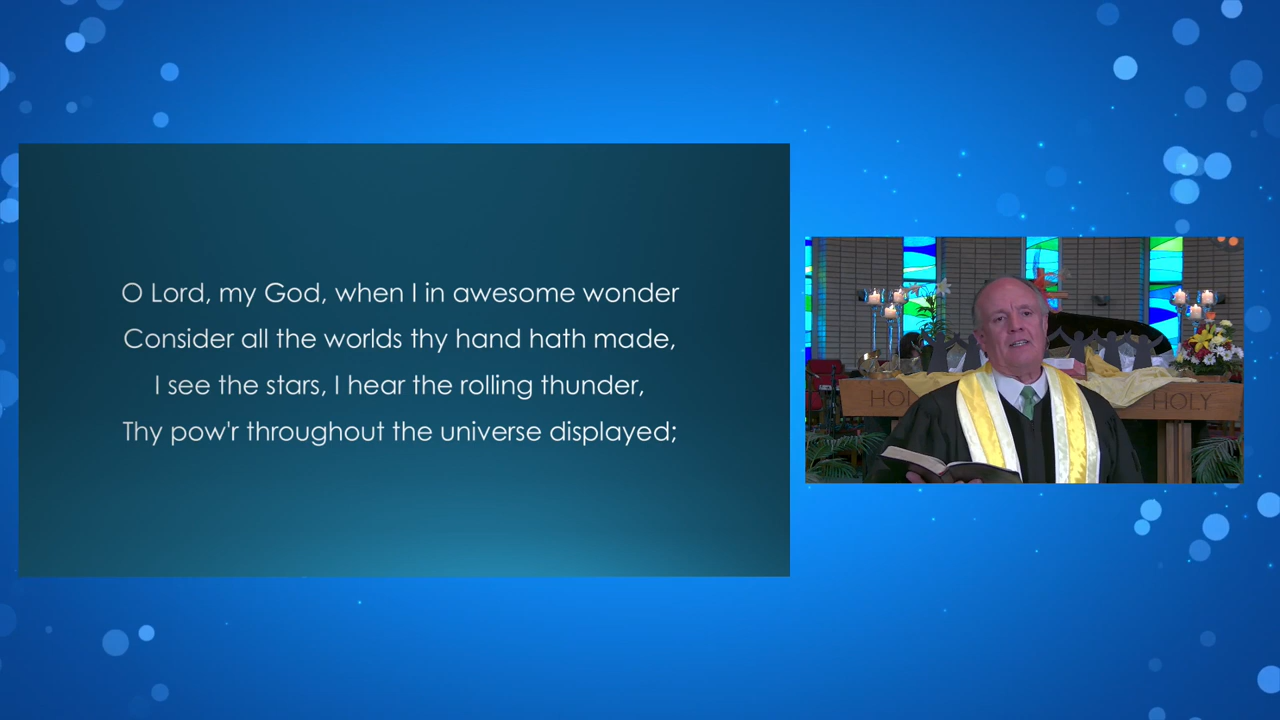 O Lord, my God, when I in awesome wonder
Consider all the worlds thy hand hath made,
I see the stars, I hear the rolling thunder,
Thy pow'r throughout the universe displayed;
HOLY